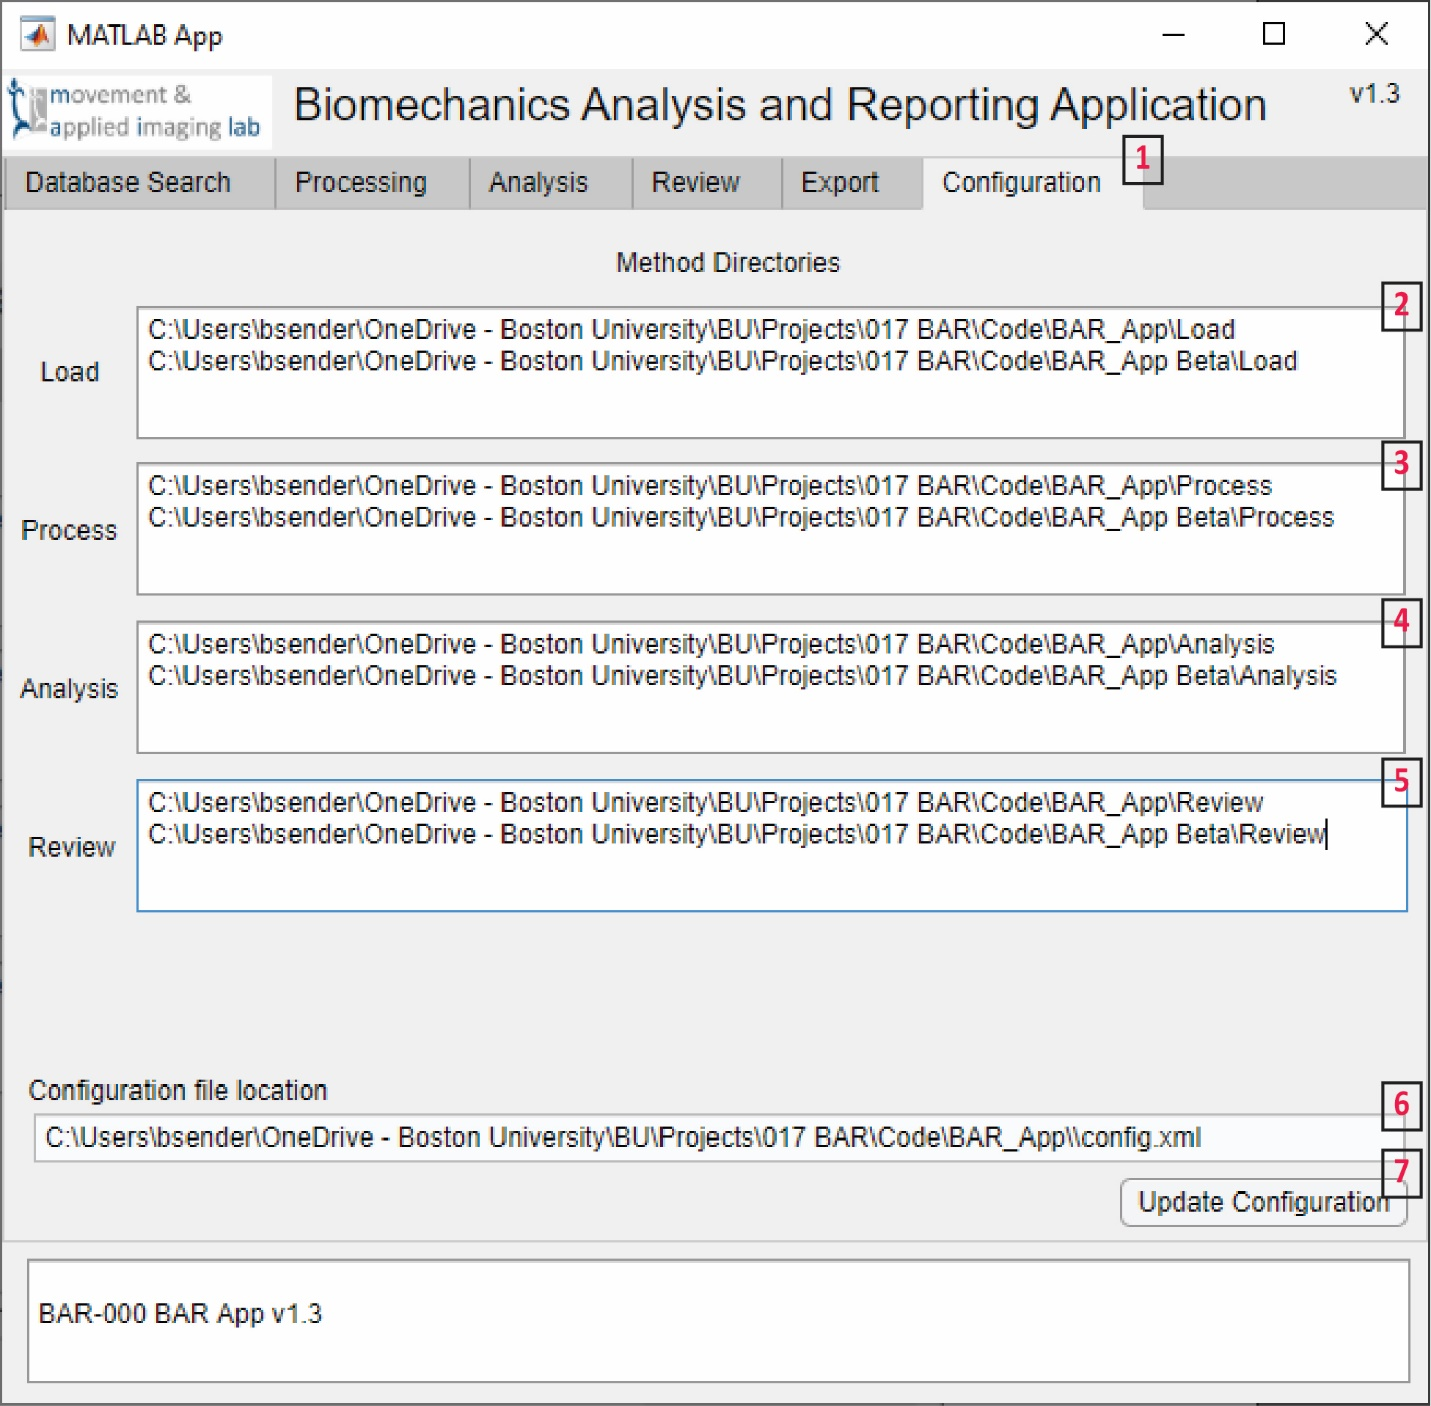 MATLAB App
movement &
applied imaging lab
Biomechanics Analysis and Reporting Application
v1.3
1
Database Search
Processing
Analysis
Review
Export
Configuration
Method Directories
2
Load
C:\Users\bsender\OneDrive - Boston University\BU\Projects\017 BAR\Code\BAR_App\Load
C:\Users\bsender\OneDrive - Boston University\BU\Projects\017 BAR\Code\BAR_App Beta\Load
3
Process
C:\Users\bsender\OneDrive - Boston University\BU\Projects\017 BAR\Code\BAR_App\Process
C:\Users\bsender\OneDrive - Boston University\BU\Projects\017 BAR\Code\BAR_App Beta\Process
4
Analysis
C:\Users\bsender\OneDrive - Boston University\BU\Projects\017 BAR\Code\BAR_App\Analysis
C:\Users\bsender\OneDrive - Boston University\BU\Projects\017 BAR\Code\BAR_App Beta\Analysis
5
Review
C:\Users\bsender\OneDrive - Boston University\BU\Projects\017 BAR\Code\BAR_App\Review
C:\Users\bsender\OneDrive - Boston University\BU\Projects\017 BAR\Code\BAR_App Beta\Review
Configuration file location
6
C:\Users\bsender\OneDrive - Boston University\BU\Projects\017 BAR\Code\BAR_App\\config.xml
7
Update Configuration
BAR-000 BAR App v1.3